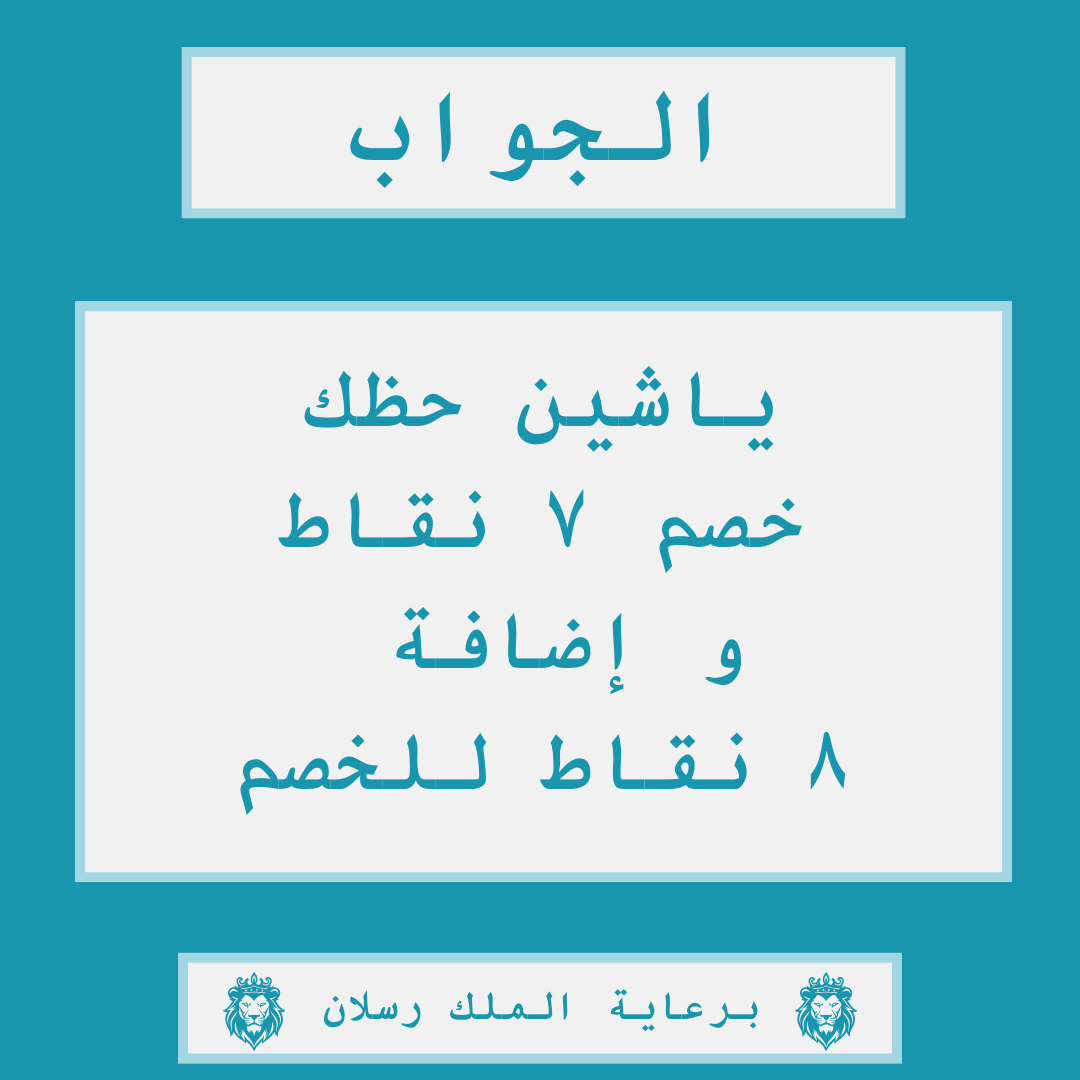 الجواب
ياشين حظك
خصم ٧ نقاط
و إضافة
٨ نقاط للخصم
برعاية الملك رسلان